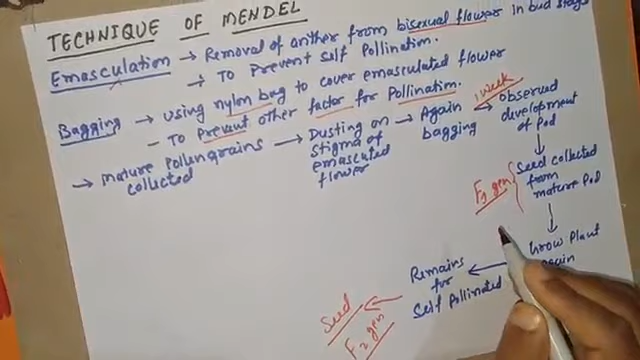 TECHNIQUE OF MENDEL
Emasculation → Removal of anther from bisexual flower in bud stage
→ To Prevent self Pollination.
Bagging → using nylon bag to cover emasculated flower
- To Prevent other factor for Pollination.
→ mature Pollengrains collected → Dusting on stigma of emasculated flower → Again bagging
1 week
observed development of Pod
Seed collected from mature Pod
F1 gen
Grow Plant again
Remains for Self Pollinated
Seed
F2 gen